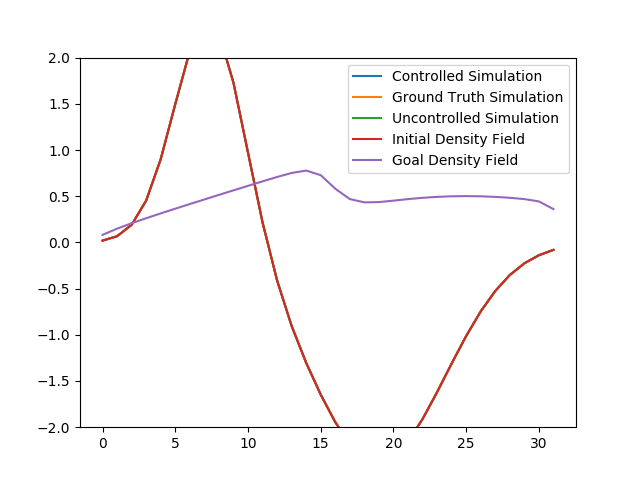 2.0
1.5
1.0
0.5
0.0
−0.5
−1.0
−1.5
−2.0
0 5 10 15 20 25 30
Controlled Simulation
Ground Truth Simulation
Uncontrolled Simulation
Initial Density Field
Goal Density Field